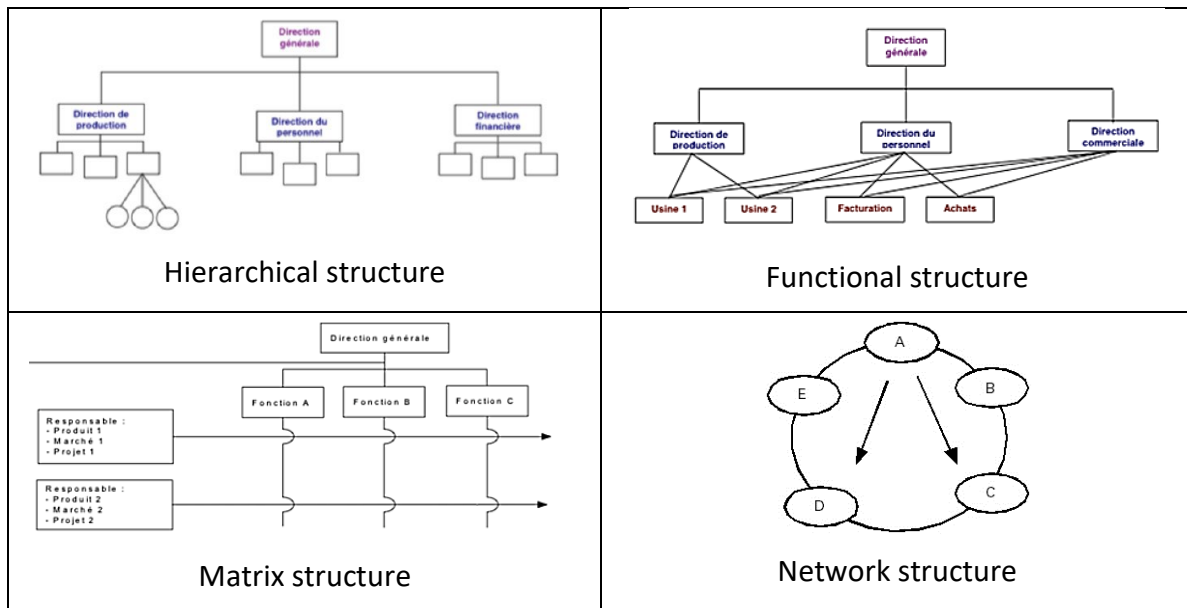 Direction
générale
Direction de
production
Direction du
personnel
Direction
financière
Hierarchical structure
Direction
générale
Direction de
production
Direction du
personnel
Direction
commerciale
Usine 1
Usine 2
Facturation
Achats
Functional structure
Direction générale
Fonction A
Fonction B
Fonction C
Responsable :
- Produit 1
- Marché 1
- Projet 1
Responsable :
- Produit 2
- Marché 2
- Projet 2
Matrix structure
A
E
B
D
C
Network structure